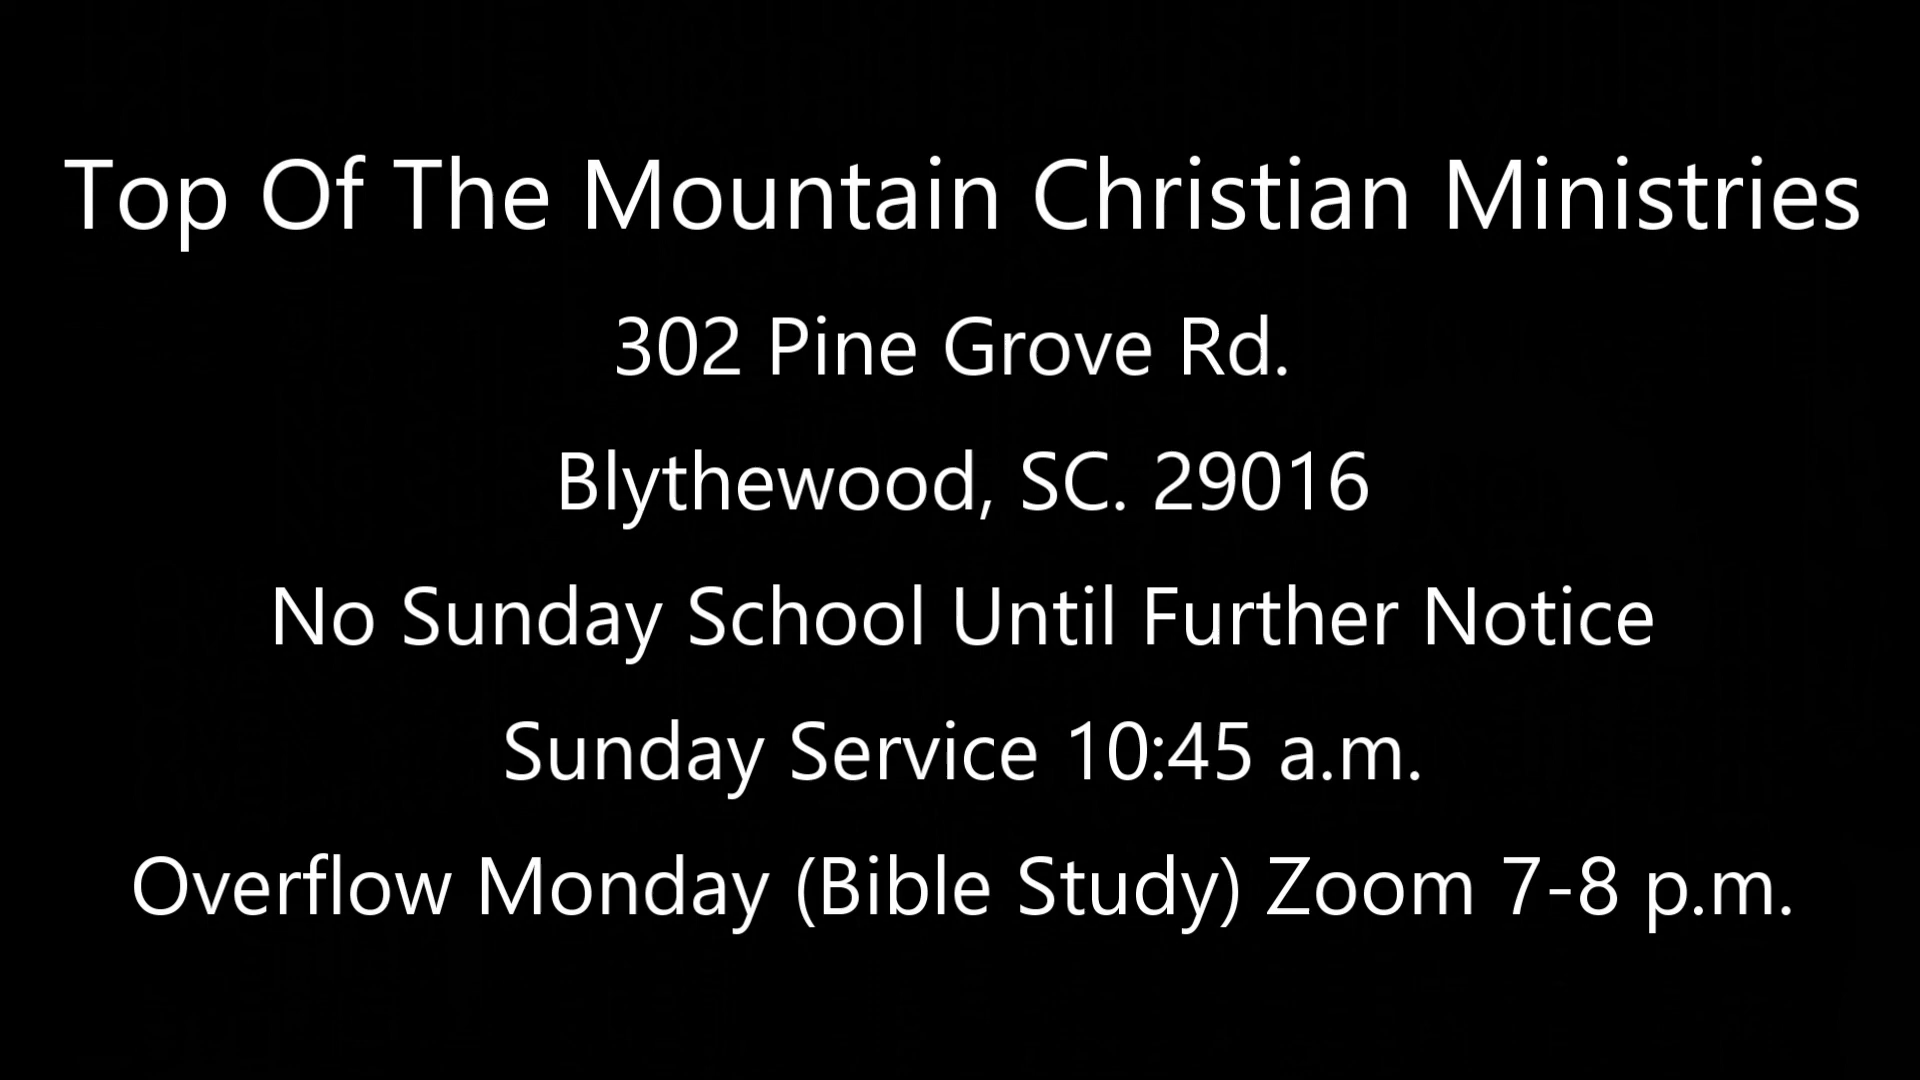 Top Of The Mountain Christian Ministries
302 Pine Grove Rd.
Blythewood, SC. 29016
No Sunday School Until Further Notice
Sunday Service 10:45 a.m.
Overflow Monday (Bible Study) Zoom 7-8 p.m.